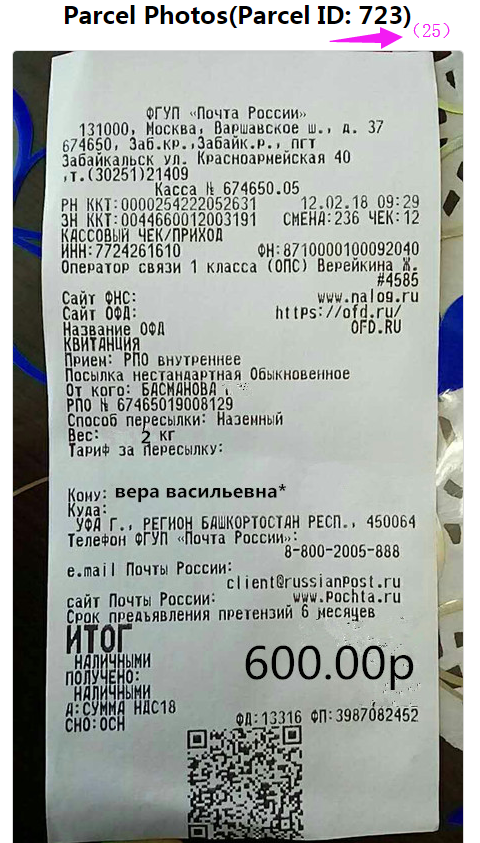 Parcel Photos(Parcel ID: 723)
（25）
ФГУП «Почта России»
131000, Москва, Варшавское ш., д. 37
674650, Заб.кр.,Забайк.р., пгт
Забайкальск ул. Красноармейская 40
,т.(30251)21409
Касса № 674650.05
РН ККТ:0000254222052631 12.02.18 09:29
ЗН ККТ:0044660012003191 СМЕНА:236 ЧЕК:12
КАССОВЫЙ ЧЕК/ПРИХОД
ИНН:7724261610 ФН:8710000100092040
Оператор связи 1 класса (ОПС) Верейкина Ж.
#4585
Сайт ФНС: www.nalog.ru
Сайт ОФД: https://ofd.ru/
Название ОФД OFD.RU
КВИТАНЦИЯ
Прием: РПО внутреннее
Посылка нестандартная Обыкновенное
От кого: БАСМАНОВА
РПО № 67465019008129
Способ пересылки: Наземный
Вес: 2 кг
Тариф за пересылку:
Кому: вера васильевна*
Куда:
УФА Г., РЕГИОН БАШКОРТОСТАН РЕСП., 450064
Телефон ФГУП «Почта России»:
8-800-2005-888
e.mail Почты России:
client@russianpost.ru
сайт Почты России: www.pochta.ru
Срок предъявления претензий 6 месяцев
ИТОГ
НАЛИЧНЫМИ 600.00р
ПОЛУЧЕНО:
НАЛИЧНЫМИ
А:СУММА НДС18
СНО:ОСН ФД:13316 ФП:3987082452